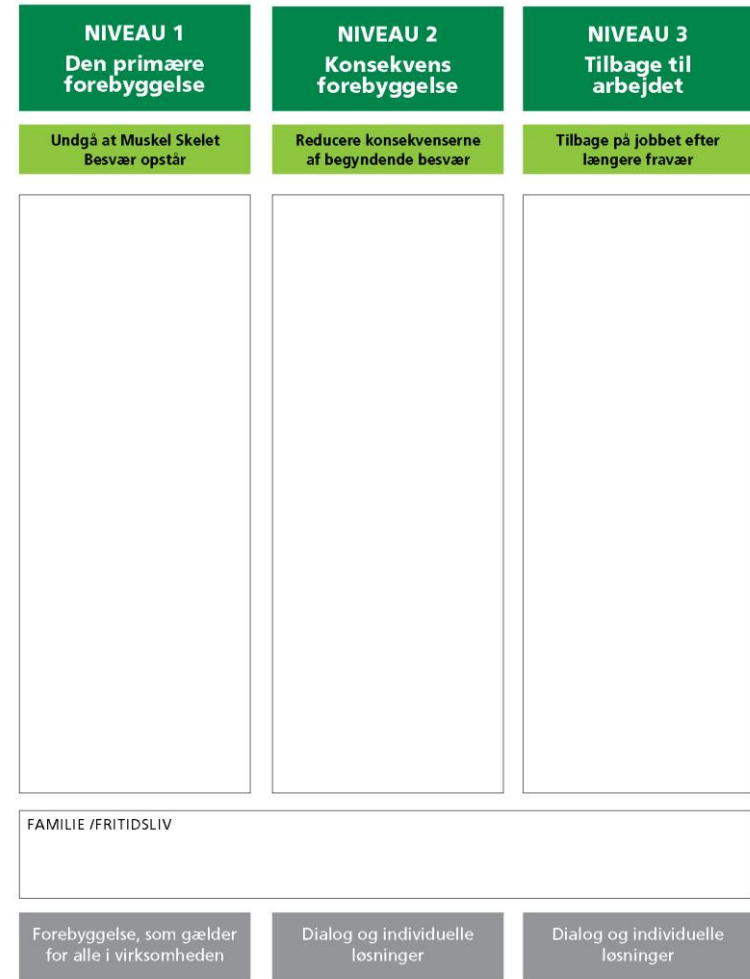 NIVEAU 1
Den primære
forebyggelse
NIVEAU 2
Konsekvens
forebyggelse
NIVEAU 3
Tilbage til
arbejdet
Undgå at Muskel Skelet
Besvær opstår
Reducere konsekvenserne
af begyndende besvær
Tilbage på jobbet efter
længere fravær
FAMILIE /FRITIDSLIV
Forebyggelse, som gælder
for alle i virksomheden
Dialog og individuelle
løsninger
Dialog og individuelle
løsninger